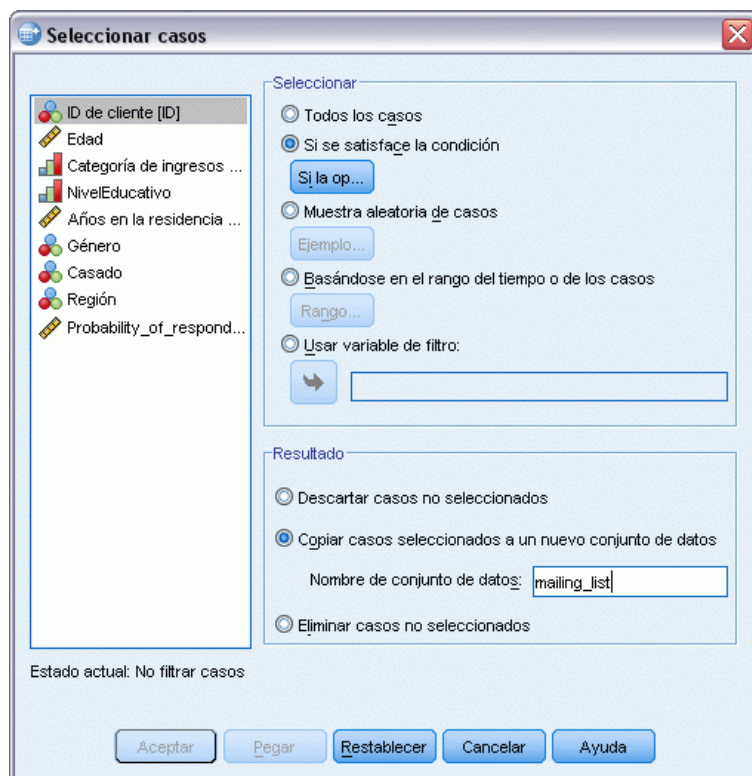 Seleccionar casos
ID de cliente [ID]
Edad
Categoría de ingresos ...
NivelEducativo
Años en la residencia ...
Género
Casado
Región
Probability_of_respond...
Seleccionar
Todos los casos
Si se satisface la condición
Si la op...
Muestra aleatoria de casos
Ejemplo...
Basándose en el rango del tiempo o de los casos
Rango...
Usar variable de filtro:
Resultado
Descartar casos no seleccionados
Copiar casos seleccionados a un nuevo conjunto de datos
Nombre de conjunto de datos: mailing_list
Eliminar casos no seleccionados
Estado actual: No filtrar casos
Aceptar Pegar Restablecer Cancelar Ayuda